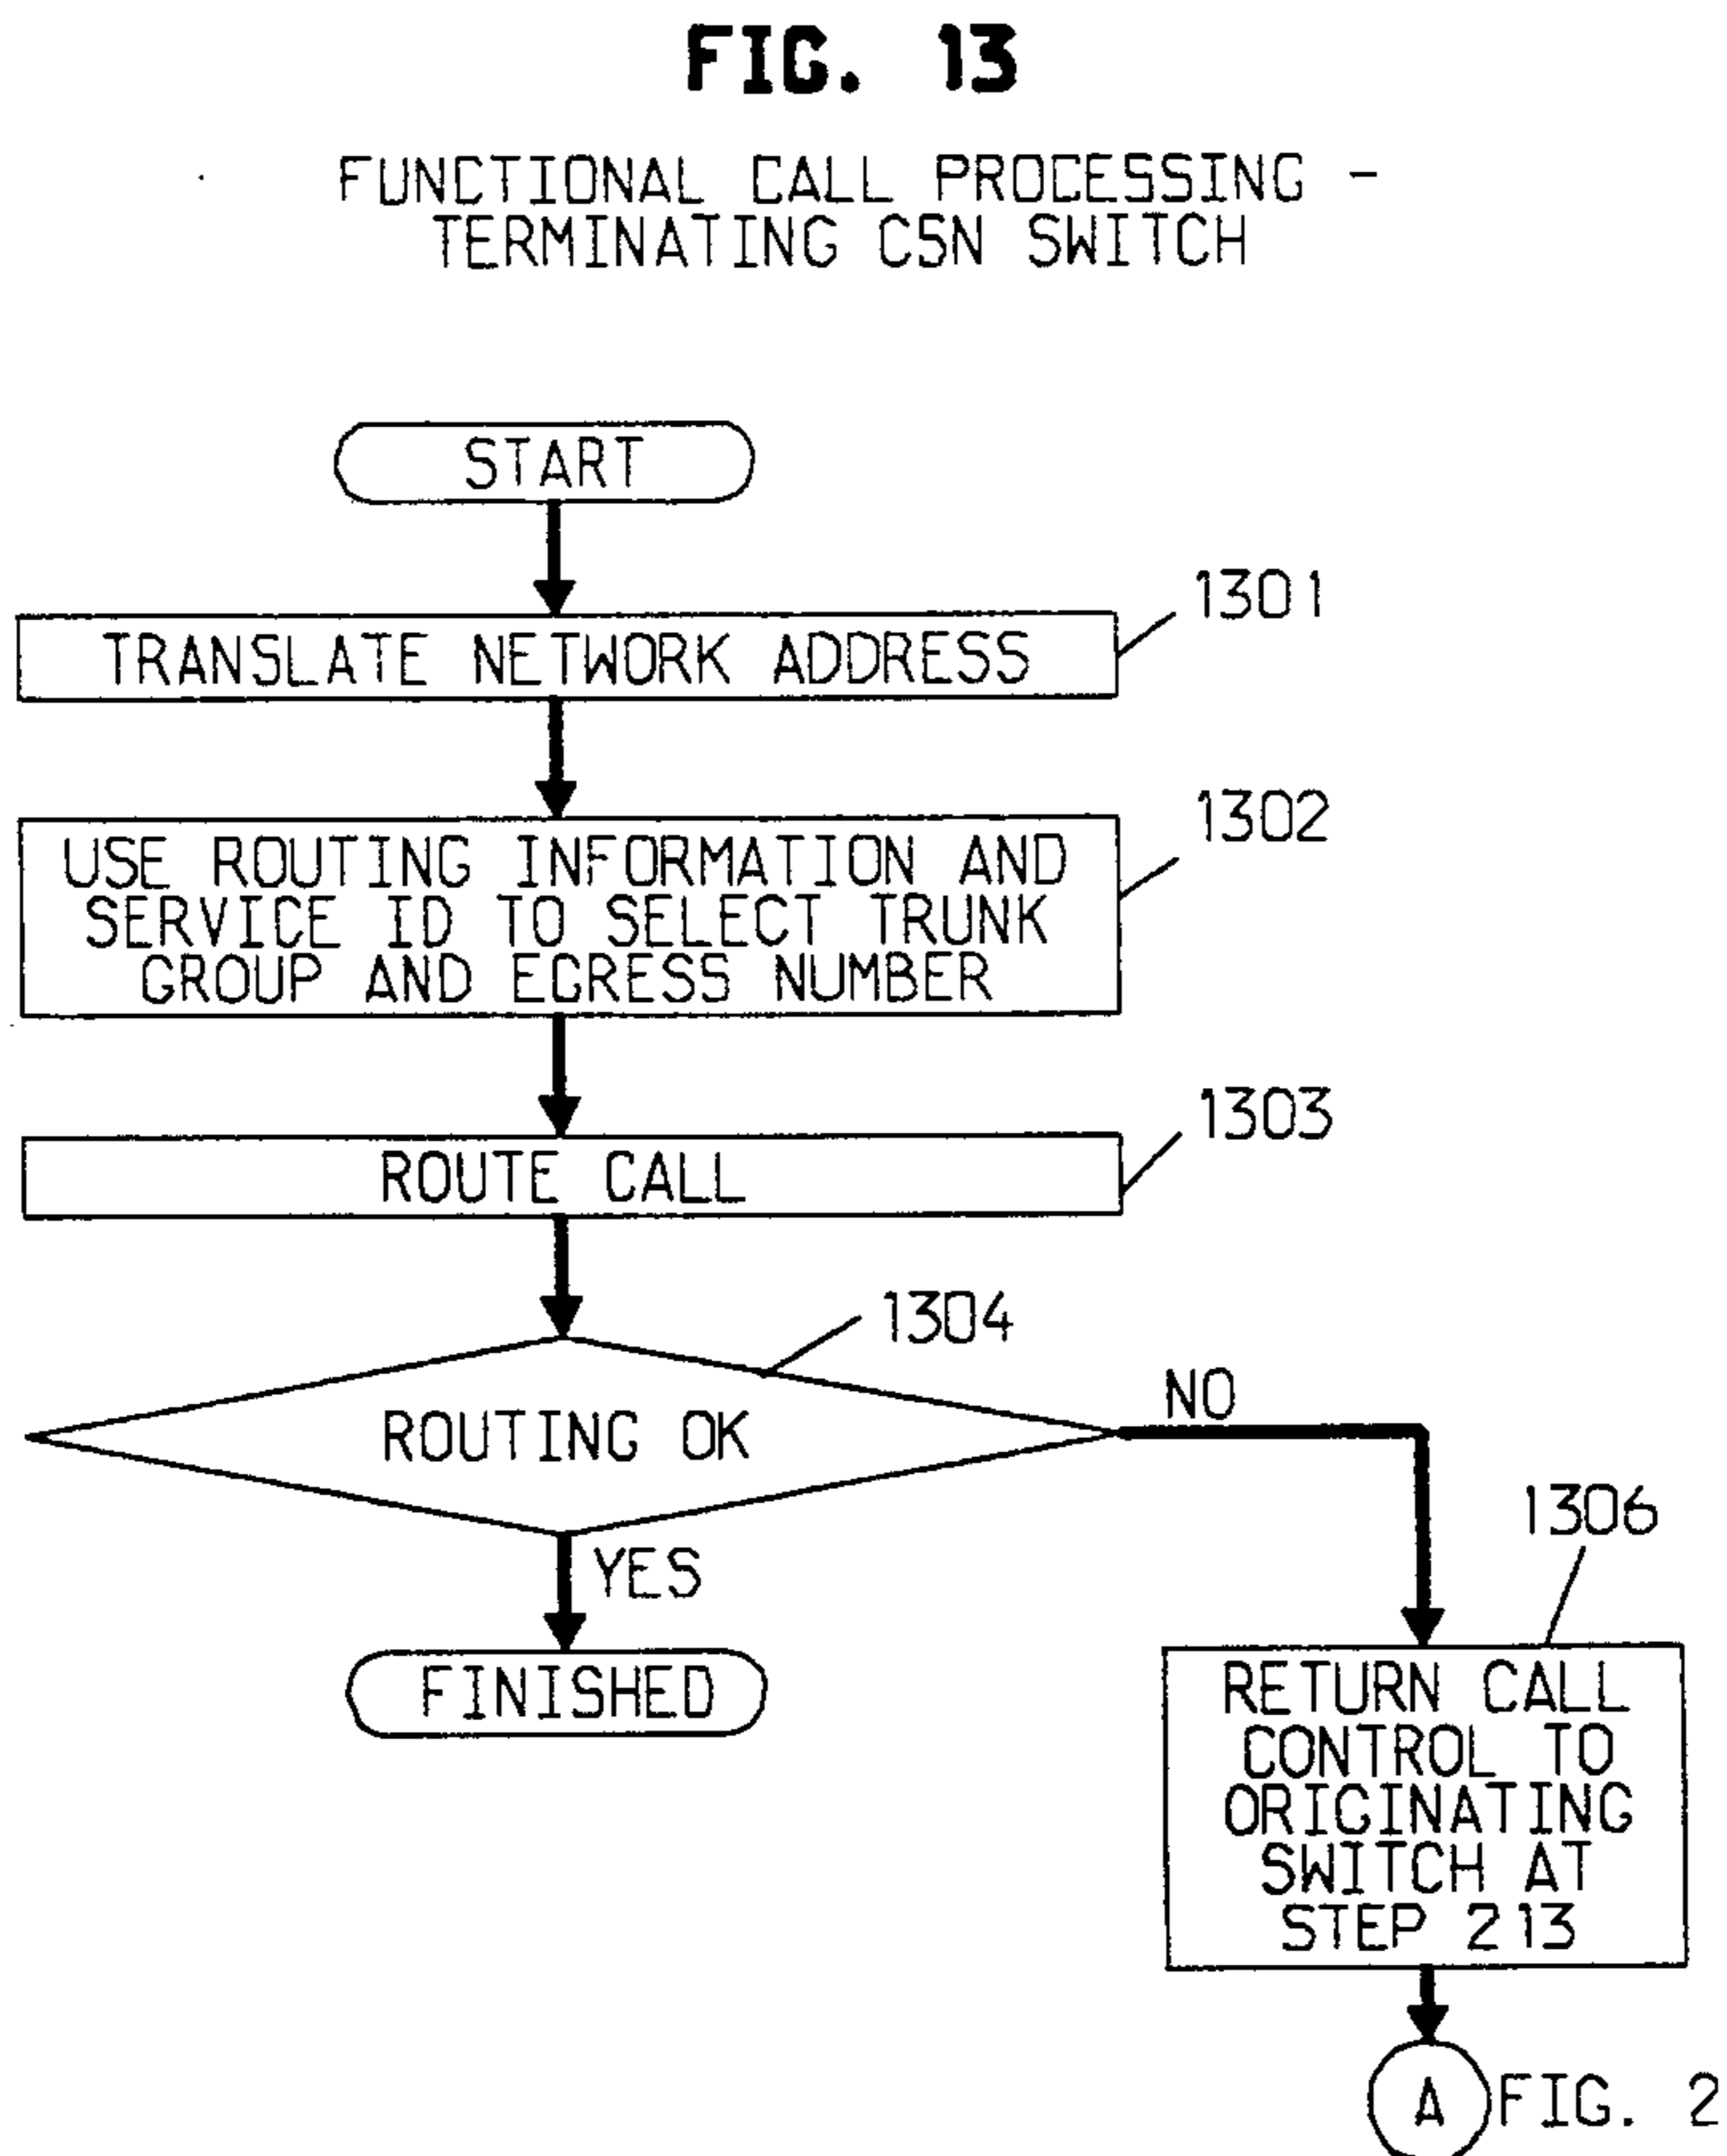 FIG. 13
FUNCTIONAL CALL PROCESSING -
TERMINATING CSN SWITCH
START
1301
TRANSLATE NETWORK ADDRESS
1302
USE ROUTING INFORMATION AND
SERVICE ID TO SELECT TRUNK
GROUP AND EGRESS NUMBER
1303
ROUTE CALL
1304
ROUTING OK
NO
YES
1306
FINISHED
RETURN CALL
CONTROL TO
ORIGINATING
SWITCH AT
STEP 213
A FIG. 2